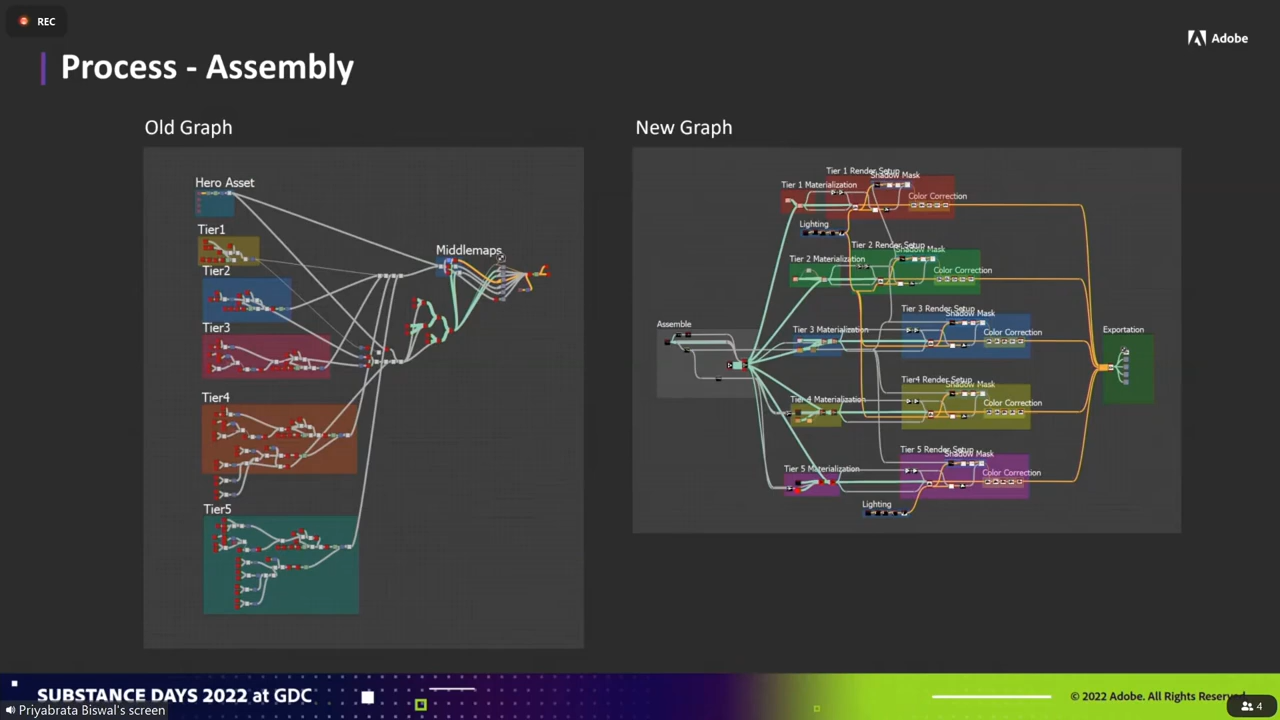 REC
Adobe
Process - Assembly
Old Graph
New Graph
Hero Asset
Tier1
Tier2
Tier3
Tier4
Tier5
Middlemaps
Assemble
Tier 1 Materialization
Tier 1 Render Setup
Shadow Mask
Color Correction
Lighting
Tier 2 Materialization
Tier 2 Render Setup
Shadow Mask
Color Correction
Tier 3 Materialization
Tier 3 Render Setup
Shadow Mask
Color Correction
Tier 4 Materialization
Tier4 Render Setup
Shadow Mask
Color Correction
Tier 5 Materialization
Tier 5 Render Setup
Shadow Mask
Color Correction
Lighting
Exportation
SUBSTANCE DAYS 2022 at GDC
© 2022 Adobe. All Rights Reserved.
Priyabrata Biswal's screen
4